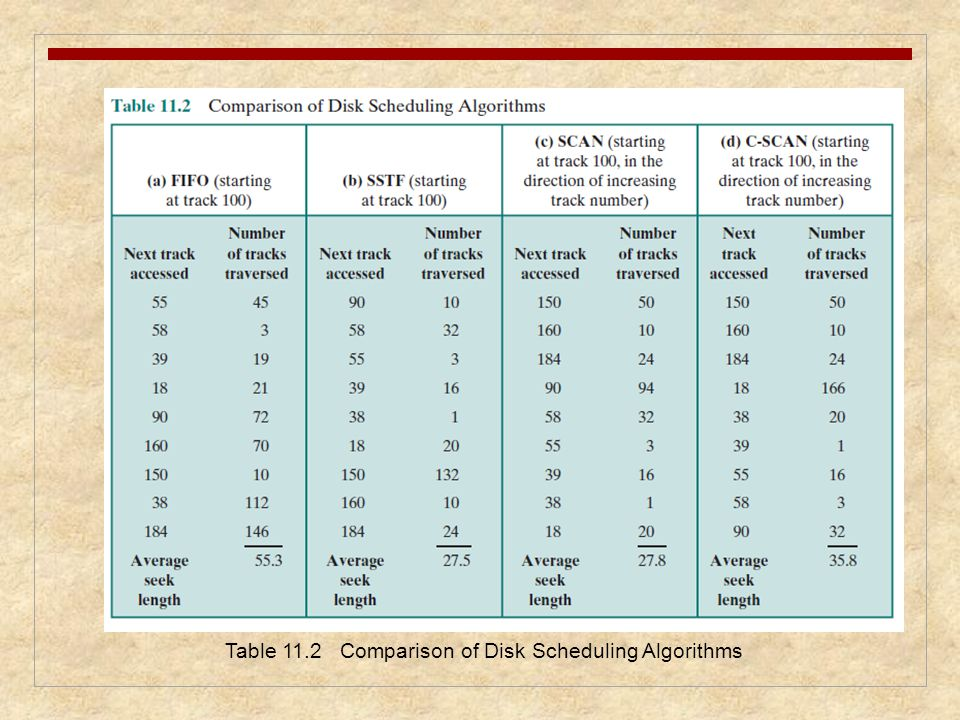 Table 11.2 Comparison of Disk Scheduling Algorithms
(a) FIFO (starting
at track 100)
(b) SSTF (starting
at track 100)
(c) SCAN (starting
at track 100, in the
direction of increasing
track number)
(d) C-SCAN (starting
at track 100, in the
direction of increasing
track number)
Next track
accessed
Number
of tracks
traversed
Next track
accessed
Number
of tracks
traversed
Next track
accessed
Number
of tracks
traversed
Next
track
accessed
Number
of tracks
traversed
55 45 90 10 150 50 150 50
58 3 58 32 160 10 160 10
39 19 55 3 184 24 184 24
18 21 39 16 90 94 18 166
90 72 38 1 58 32 38 20
160 70 18 20 55 3 39 1
150 10 150 132 39 16 55 16
38 112 160 10 38 1 58 3
184 146 184 24 18 20 90 32
Average
seek
length
55.3
Average
seek
length
27.5
Average
seek
length
27.8
Average
seek
length
35.8
Table 11.2 Comparison of Disk Scheduling Algorithms